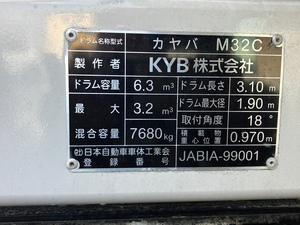 ドラム名称型式 カヤバ M32C
製作者 KYB株式会社
ドラム容量 6.3 m³ ドラム長さ 3.10 m
最大 3.2 m³ ドラム最大径 1.90 m
混合容量 7680kg 取付角度 18°
積載物重心位置 0.970m
(社)日本自動車車体工業会
登録番号 JABIA-99001